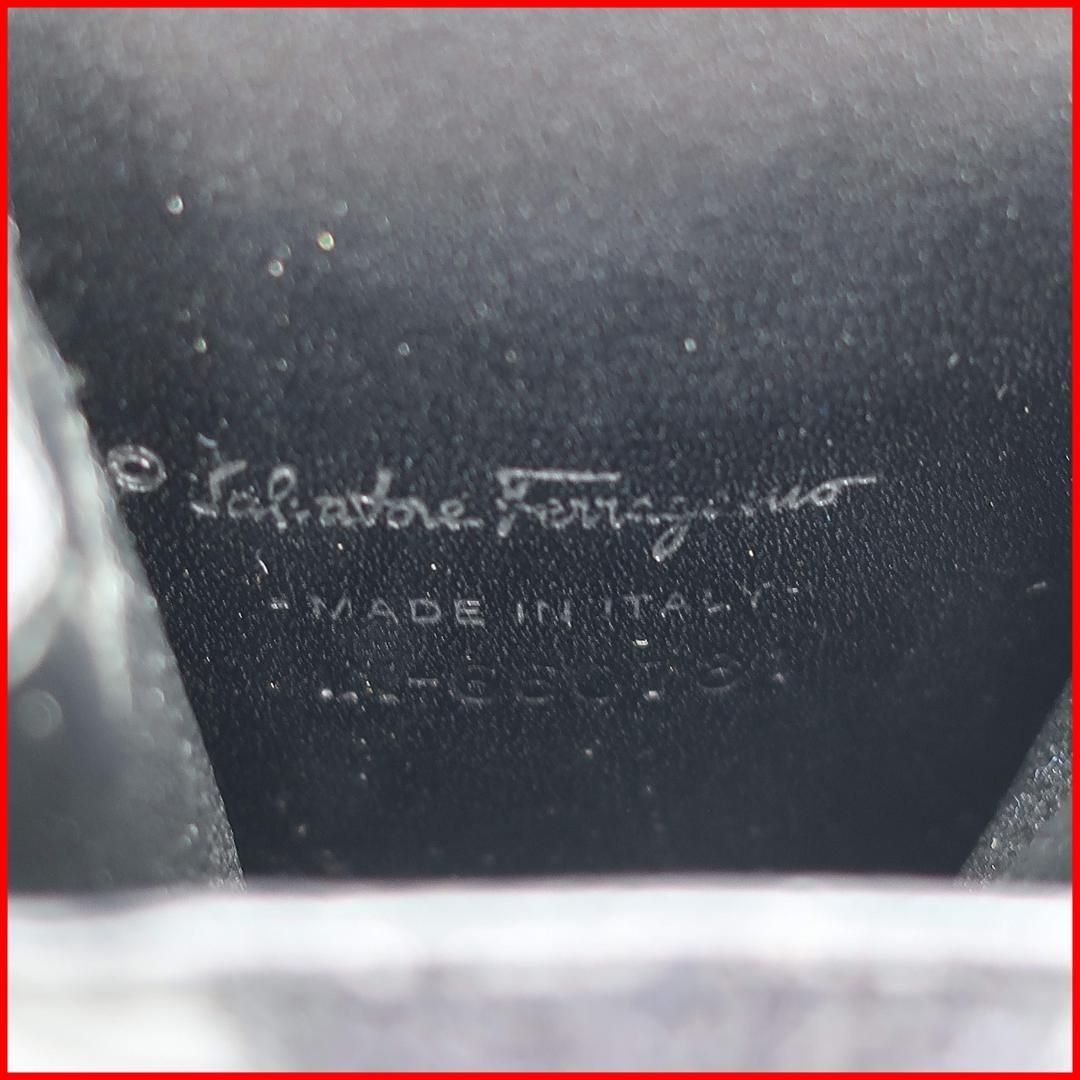 © Salvatore Ferragamo
- MADE IN ITALY -